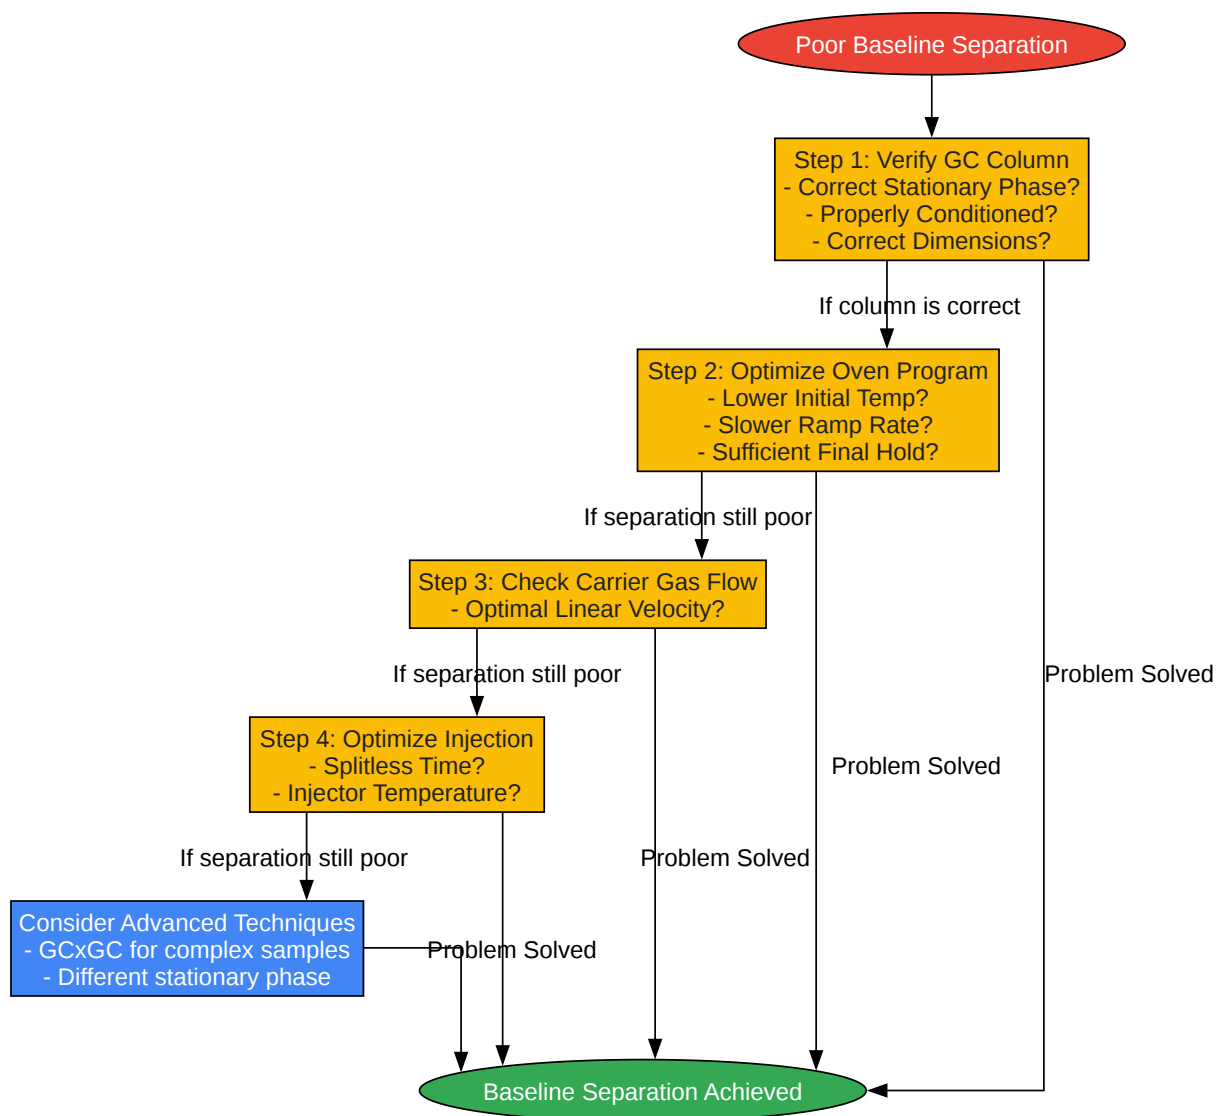 Poor Baseline Separation
Step 1: Verify GC Column
- Correct Stationary Phase?
- Properly Conditioned?
- Correct Dimensions?
If column is correct
Step 2: Optimize Oven Program
- Lower Initial Temp?
- Slower Ramp Rate?
- Sufficient Final Hold?
If separation still poor
Step 3: Check Carrier Gas Flow
- Optimal Linear Velocity?
If separation still poor
Problem Solved
Step 4: Optimize Injection
- Splitless Time?
- Injector Temperature?
Problem Solved
If separation still poor
Problem Solved
Consider Advanced Techniques
- GCxGC for complex samples
- Different stationary phase
Problem Solved
Baseline Separation Achieved